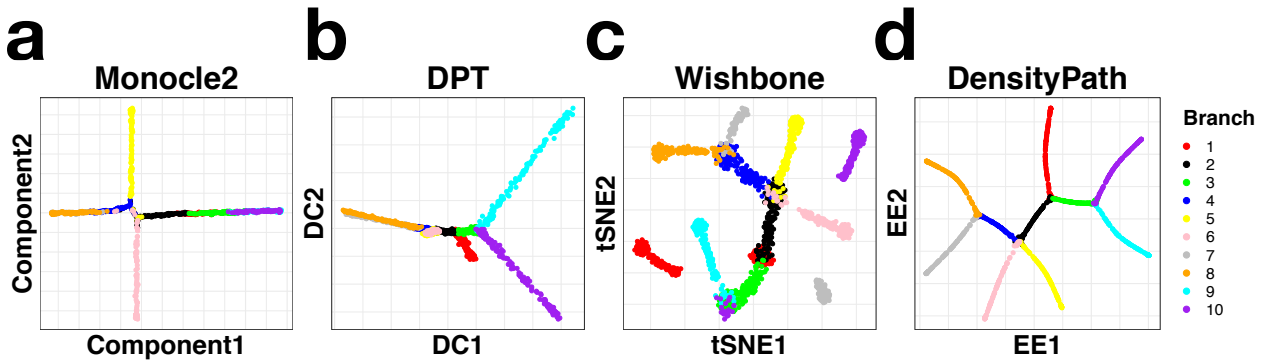 a
Monocle2
Component2
Component1
b
DPT
DC2
DC1
c
Wishbone
tSNE2
tSNE1
d
DensityPath
EE2
EE1
Branch
1
2
3
4
5
6
7
8
9
10